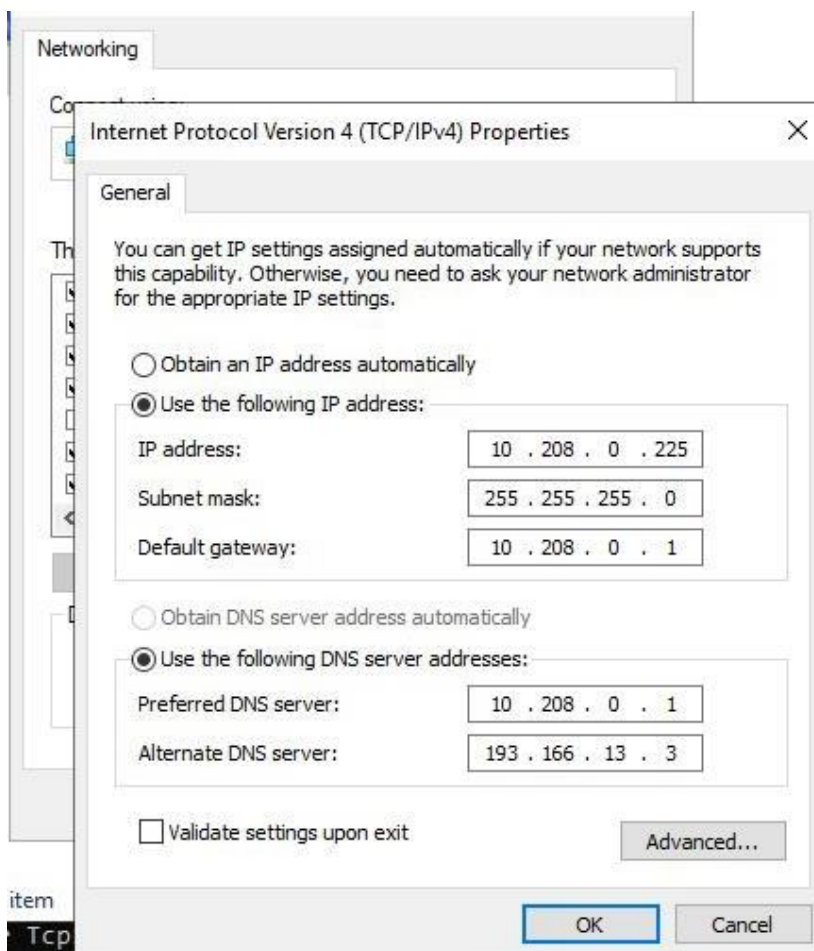 Networking
Internet Protocol Version 4 (TCP/IPv4) Properties
General
You can get IP settings assigned automatically if your network supports
this capability. Otherwise, you need to ask your network administrator
for the appropriate IP settings.
Obtain an IP address automatically
Use the following IP address:
IP address: 10 . 208 . 0 . 225
Subnet mask: 255 . 255 . 255 . 0
Default gateway: 10 . 208 . 0 . 1
Obtain DNS server address automatically
Use the following DNS server addresses:
Preferred DNS server: 10 . 208 . 0 . 1
Alternate DNS server: 193 . 166 . 13 . 3
Validate settings upon exit
Advanced...
item
Tcp
OK
Cancel